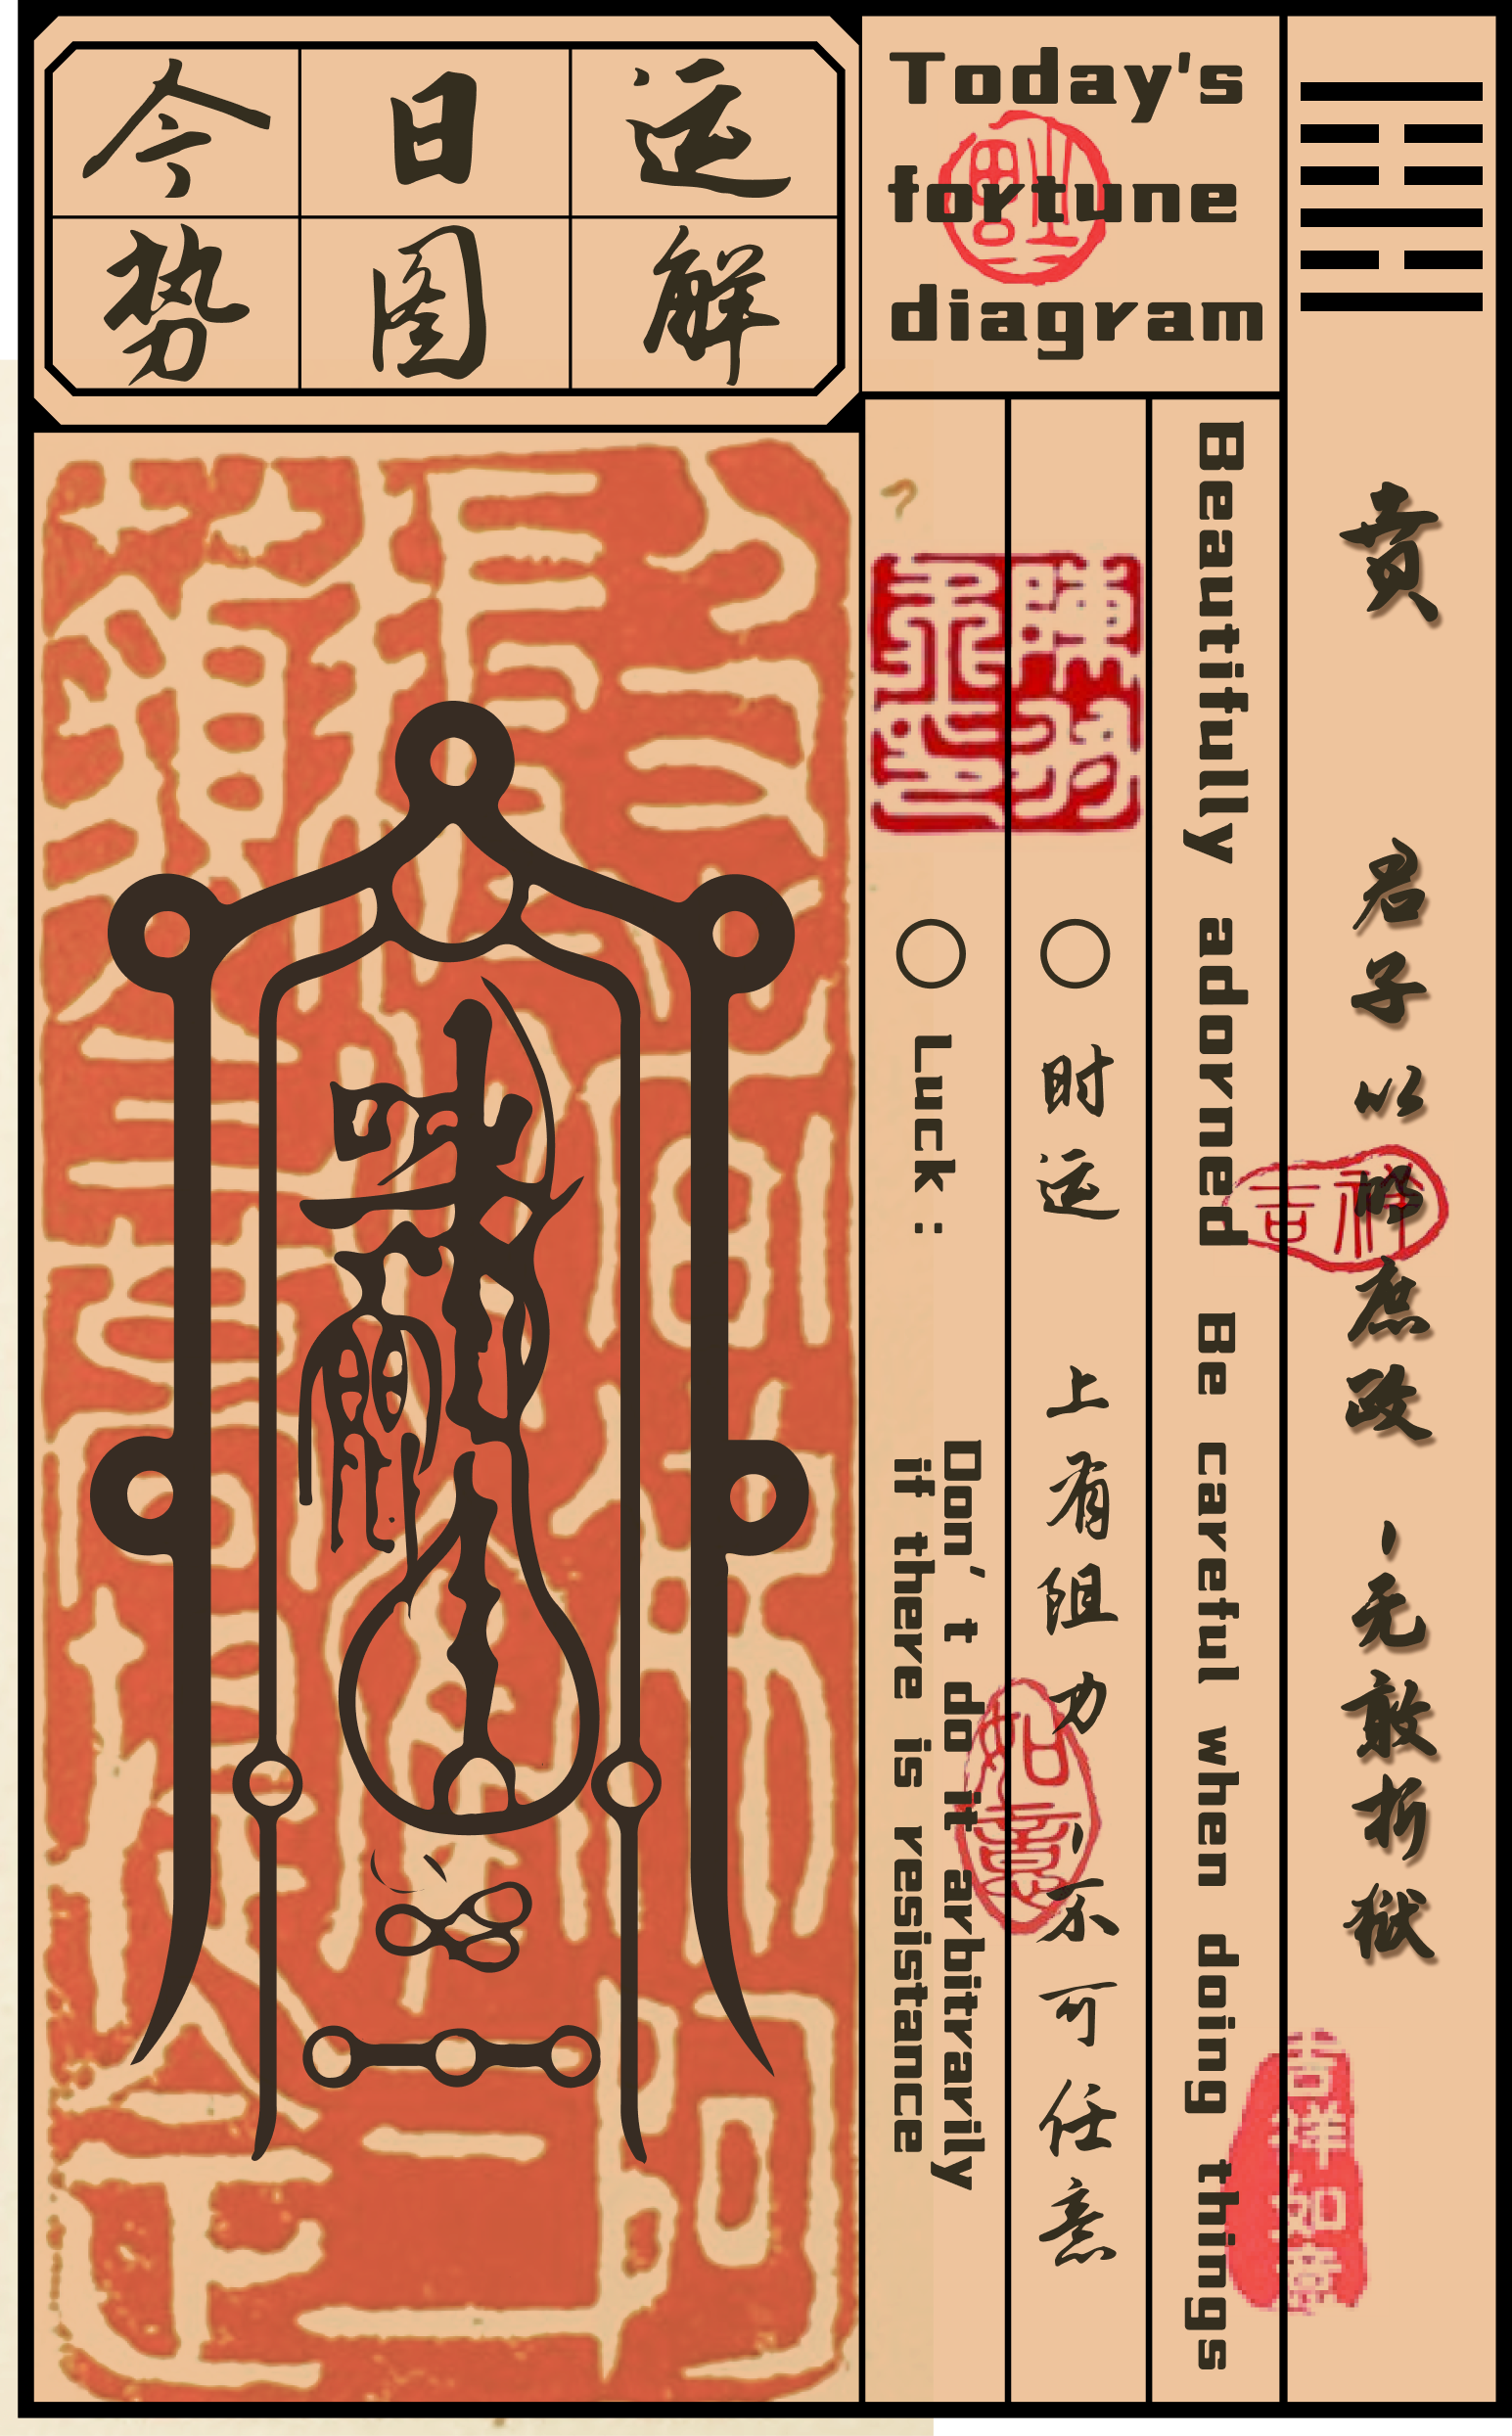 今日运
势图解
Today's
fortune
diagram
贲
君子以明庶政，无敢折狱
Beautifully adorned Be careful when doing things
○ 时运 上有阻力，不可任意
○ Luck: Don't do it arbitrarily
if there is resistance
吉祥
如意
吉祥如意